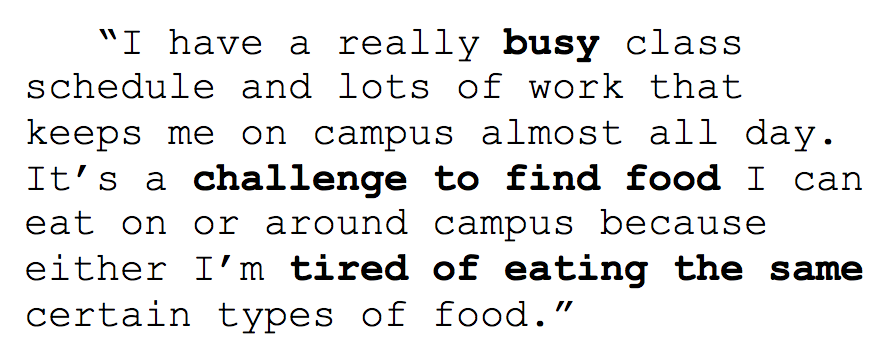 “I have a really busy class
schedule and lots of work that
keeps me on campus almost all day.
It’s a challenge to find food I can
eat on or around campus because
either I’m tired of eating the same
certain types of food.”